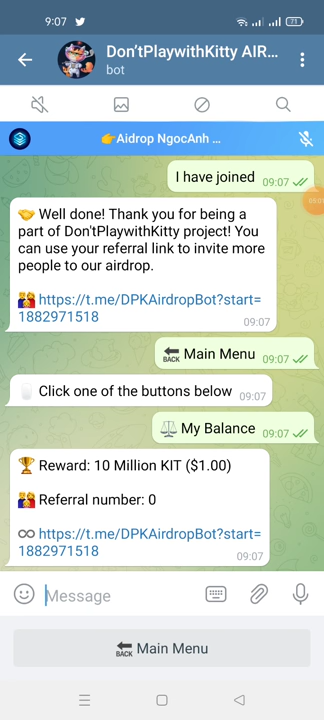 9:07
71
Don'tPlaywithKitty AIR...
bot
👉Aidrop NgocAnh ...
I have joined 09:07
09:07
🤝 Well done! Thank you for being a
part of Don'tPlaywithKitty project! You
can use your referral link to invite more
people to our airdrop.
👫 https://t.me/DPKAirdropBot?start=
1882971518
09:07
🔙 Main Menu 09:07
Click one of the buttons below 09:07
⚖️ My Balance 09:07
🏆 Reward: 10 Million KIT ($1.00)
👫 Referral number: 0
♾ https://t.me/DPKAirdropBot?start=
1882971518
09:07
Message
🔙 Main Menu